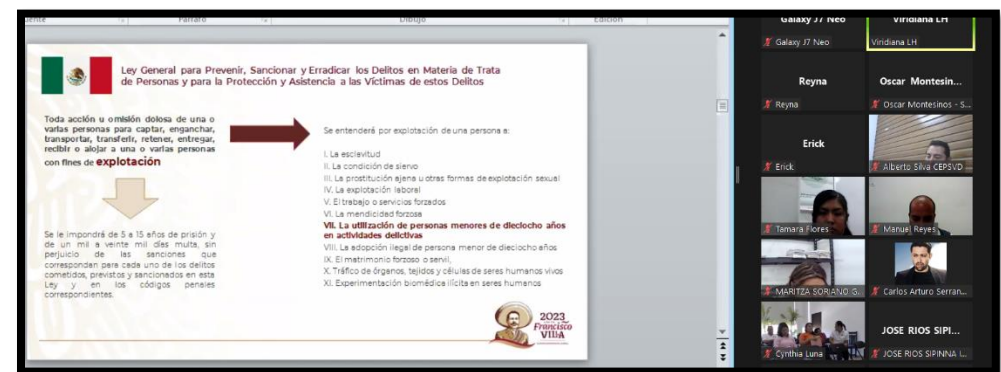 Párrafo
Dibujo
Edición
Ley General para Prevenir, Sancionar y Erradicar los Delitos en Materia de Trata
de Personas y para la Protección y Asistencia a las Víctimas de estos Delitos
Toda acción u omisión dolosa de una o
varias personas para captar, enganchar,
transportar, transferir, retener, entregar,
recibir o alojar a una o varias personas
con fines de explotación
Se le impondrá de 5 a 15 años de prisión y
de un mil a veinte mil días multa, sin
perjuicio de las sanciones que
correspondan para cada uno de los delitos
cometidos, previstos y sancionados en esta
Ley y en los códigos penales
correspondientes.
Se entenderá por explotación de una persona a:
I. La esclavitud
II. La condición de siervo
III. La prostitución ajena u otras formas de explotación sexual
IV. La explotación laboral
V. El trabajo o servicios forzados
VI. La mendicidad forzosa
VII. La utilización de personas menores de dieciocho años
en actividades delictivas
VIII. La adopción ilegal de persona menor de dieciocho años
IX. El matrimonio forzoso o servil,
X. Tráfico de órganos, tejidos y células de seres humanos vivos
XI. Experimentación biomédica ilícita en seres humanos
2023
Francisco
VILLA
Galaxy J7 Neo
Viridiana LH
Galaxy J7 Neo
Viridiana LH
Reyna
Oscar Montesin...
Reyna
Oscar Montesinos - S...
Erick
Erick
Alberto Silva CEPSVD
Tamara Flores
Manuel Reyes
MARITZA SORIANO G.
Carlos Arturo Serran...
JOSE RIOS SIPI...
Cynthia Luna
JOSE RIOS SIPINNA